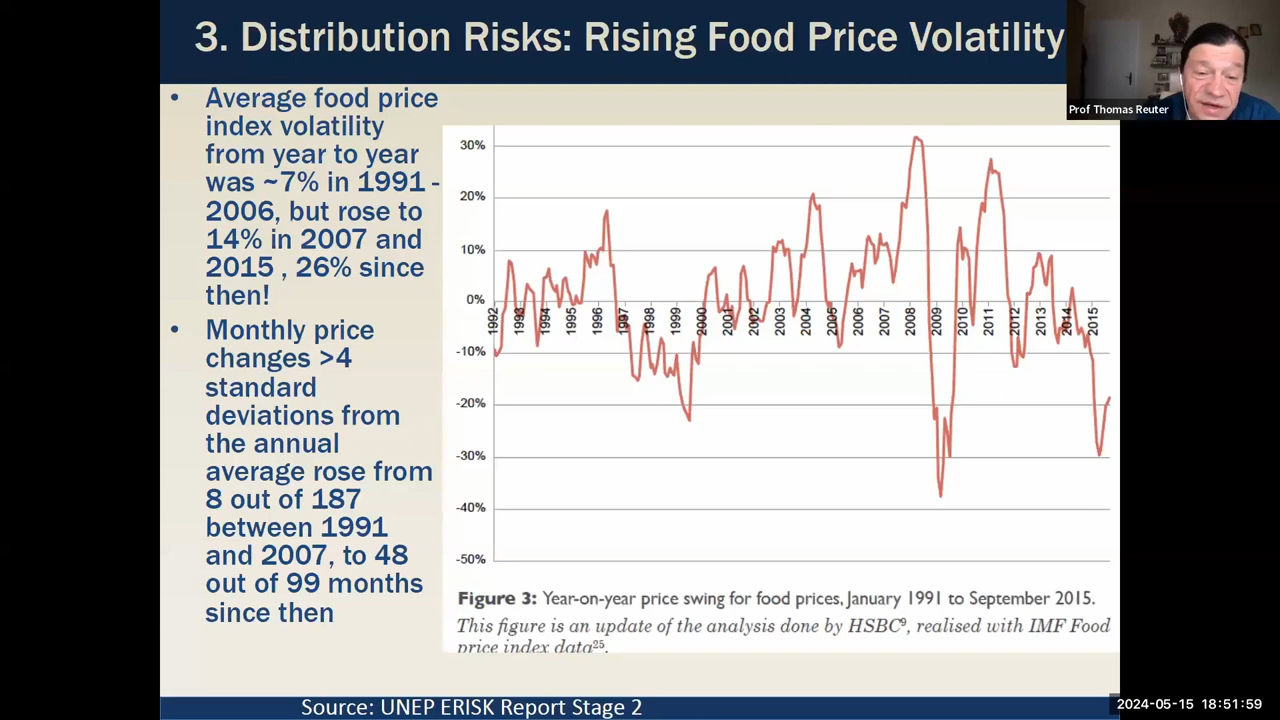 3. Distribution Risks: Rising Food Price Volatility
Prof Thomas Reuter
• Average food price
index volatility
from year to year
was ~7% in 1991 -
2006, but rose to
14% in 2007 and
2015 , 26% since
then!
• Monthly price
changes >4
standard
deviations from
the annual
average rose from
8 out of 187
between 1991
and 2007, to 48
out of 99 months
since then
30%
20%
10%
0%
-10%
-20%
-30%
-40%
-50%
1992
1993
1994
1995
1996
1997
1998
1999
2000
2001
2002
2003
2004
2005
2006
2007
2008
2009
2010
2011
2012
2013
2014
2015
Figure 3: Year-on-year price swing for food prices, January 1991 to September 2015.
This figure is an update of the analysis done by HSBC⁹, realised with IMF Food
price index data²⁵.
Source: UNEP ERISK Report Stage 2
2024-05-15 18:51:59